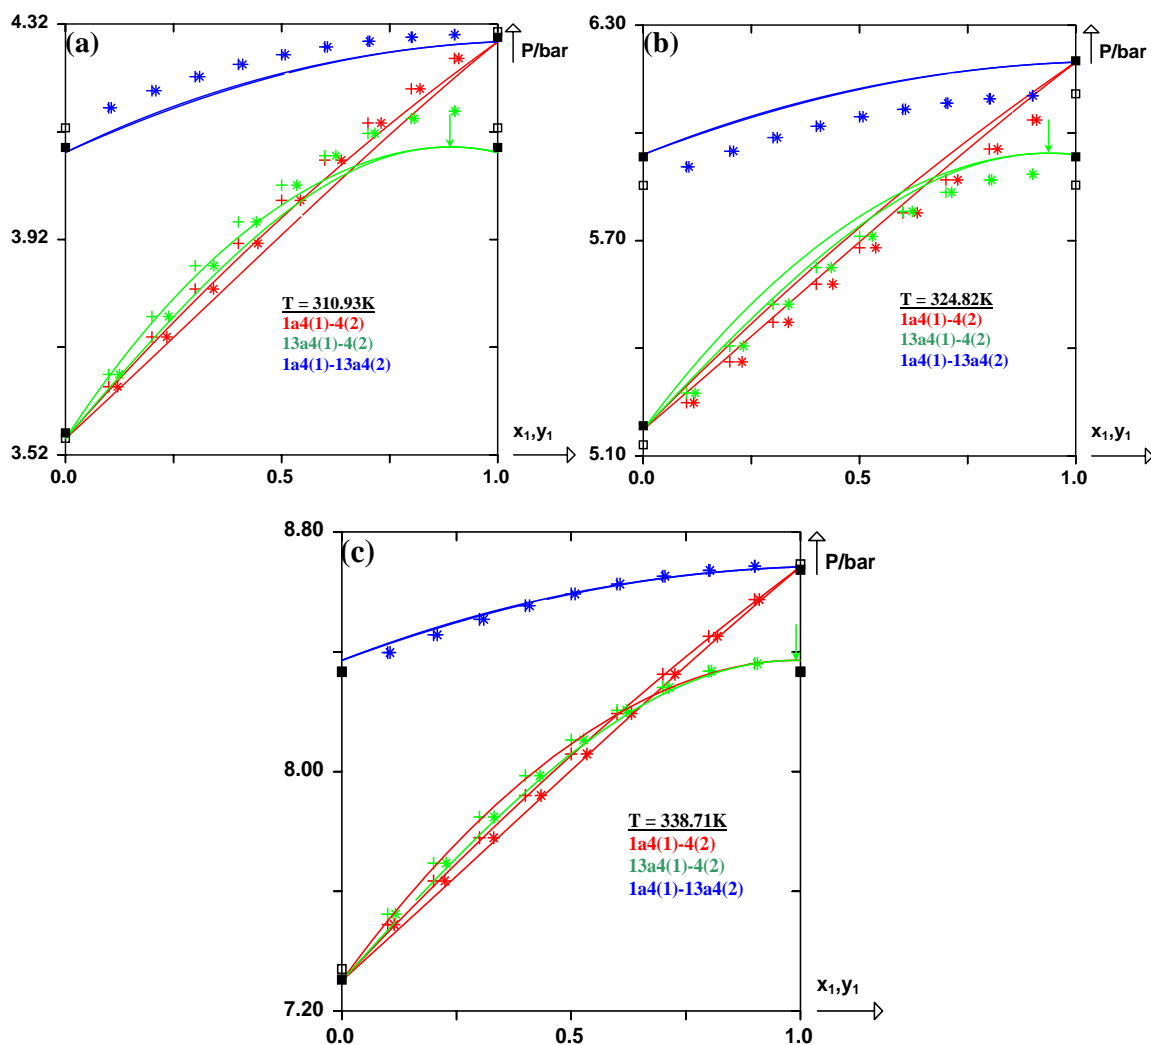 4.32
(a)
P/bar
3.92
T = 310.93K
1a4(1)-4(2)
13a4(1)-4(2)
1a4(1)-13a4(2)
x1,y1
3.52
0.0
0.5
1.0
6.30
(b)
P/bar
5.70
T = 324.82K
1a4(1)-4(2)
13a4(1)-4(2)
1a4(1)-13a4(2)
x1,y1
5.10
0.0
0.5
1.0
8.80
(c)
P/bar
8.00
T = 338.71K
1a4(1)-4(2)
13a4(1)-4(2)
1a4(1)-13a4(2)
x1,y1
7.20
0.0
0.5
1.0